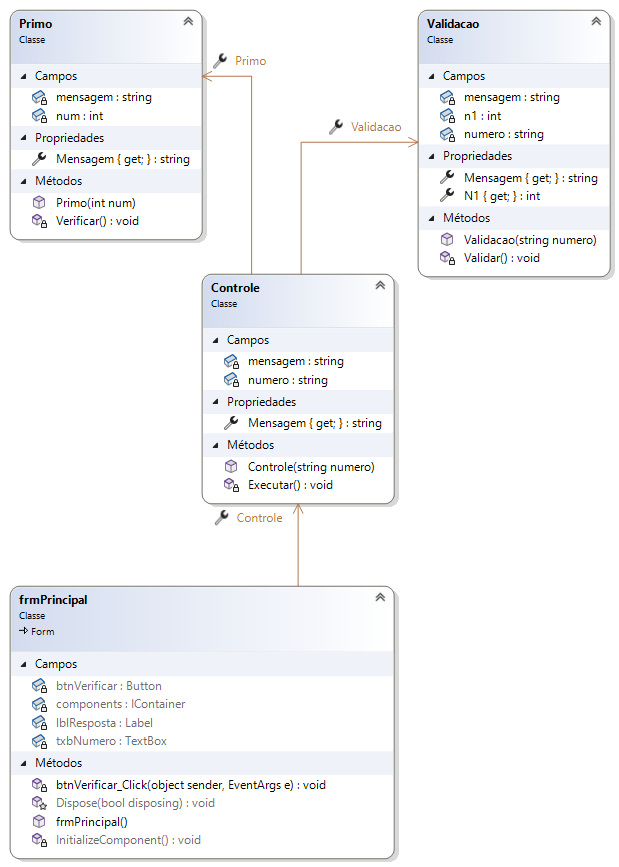 Primo
Classe
Campos
mensagem : string
num : int
Propriedades
Mensagem { get; } : string
Métodos
Primo(int num)
Verificar() : void
Primo
Validacao
Validacao
Classe
Campos
mensagem : string
n1 : int
numero : string
Propriedades
Mensagem { get; } : string
N1 { get; } : int
Métodos
Validacao(string numero)
Validar() : void
Controle
Classe
Campos
mensagem : string
numero : string
Propriedades
Mensagem { get; } : string
Métodos
Controle(string numero)
Executar() : void
Controle
frmPrincipal
Classe
Form
Campos
btnVerificar : Button
components : IContainer
lblResposta : Label
txbNumero : TextBox
Métodos
btnVerificar_Click(object sender, EventArgs e) : void
Dispose(bool disposing) : void
frmPrincipal()
InitializeComponent() : void